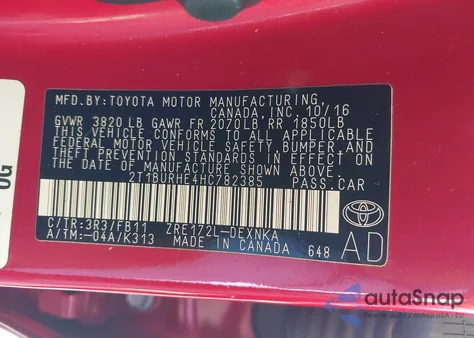 MFD.BY:TOYOTA MOTOR MANUFACTURING,
CANADA, INC. 10/16
GVWR 3820LB GAWR FR 2070LB RR 1850LB
THIS VEHICLE CONFORMS TO ALL APPLICABLE
FEDERAL MOTOR VEHICLE SAFETY, BUMPER, AND
THEFT PREVENTION STANDARDS IN EFFECT ON
THE DATE OF MANUFACTURE SHOWN ABOVE.
2T1BURHE4HC782385 PASS.CAR
C/TR:3R3/FB11 ZRE172L-DEXNKA
A/TM:-04A/K313 MADE IN CANADA 648
AD
OG
autoSnap